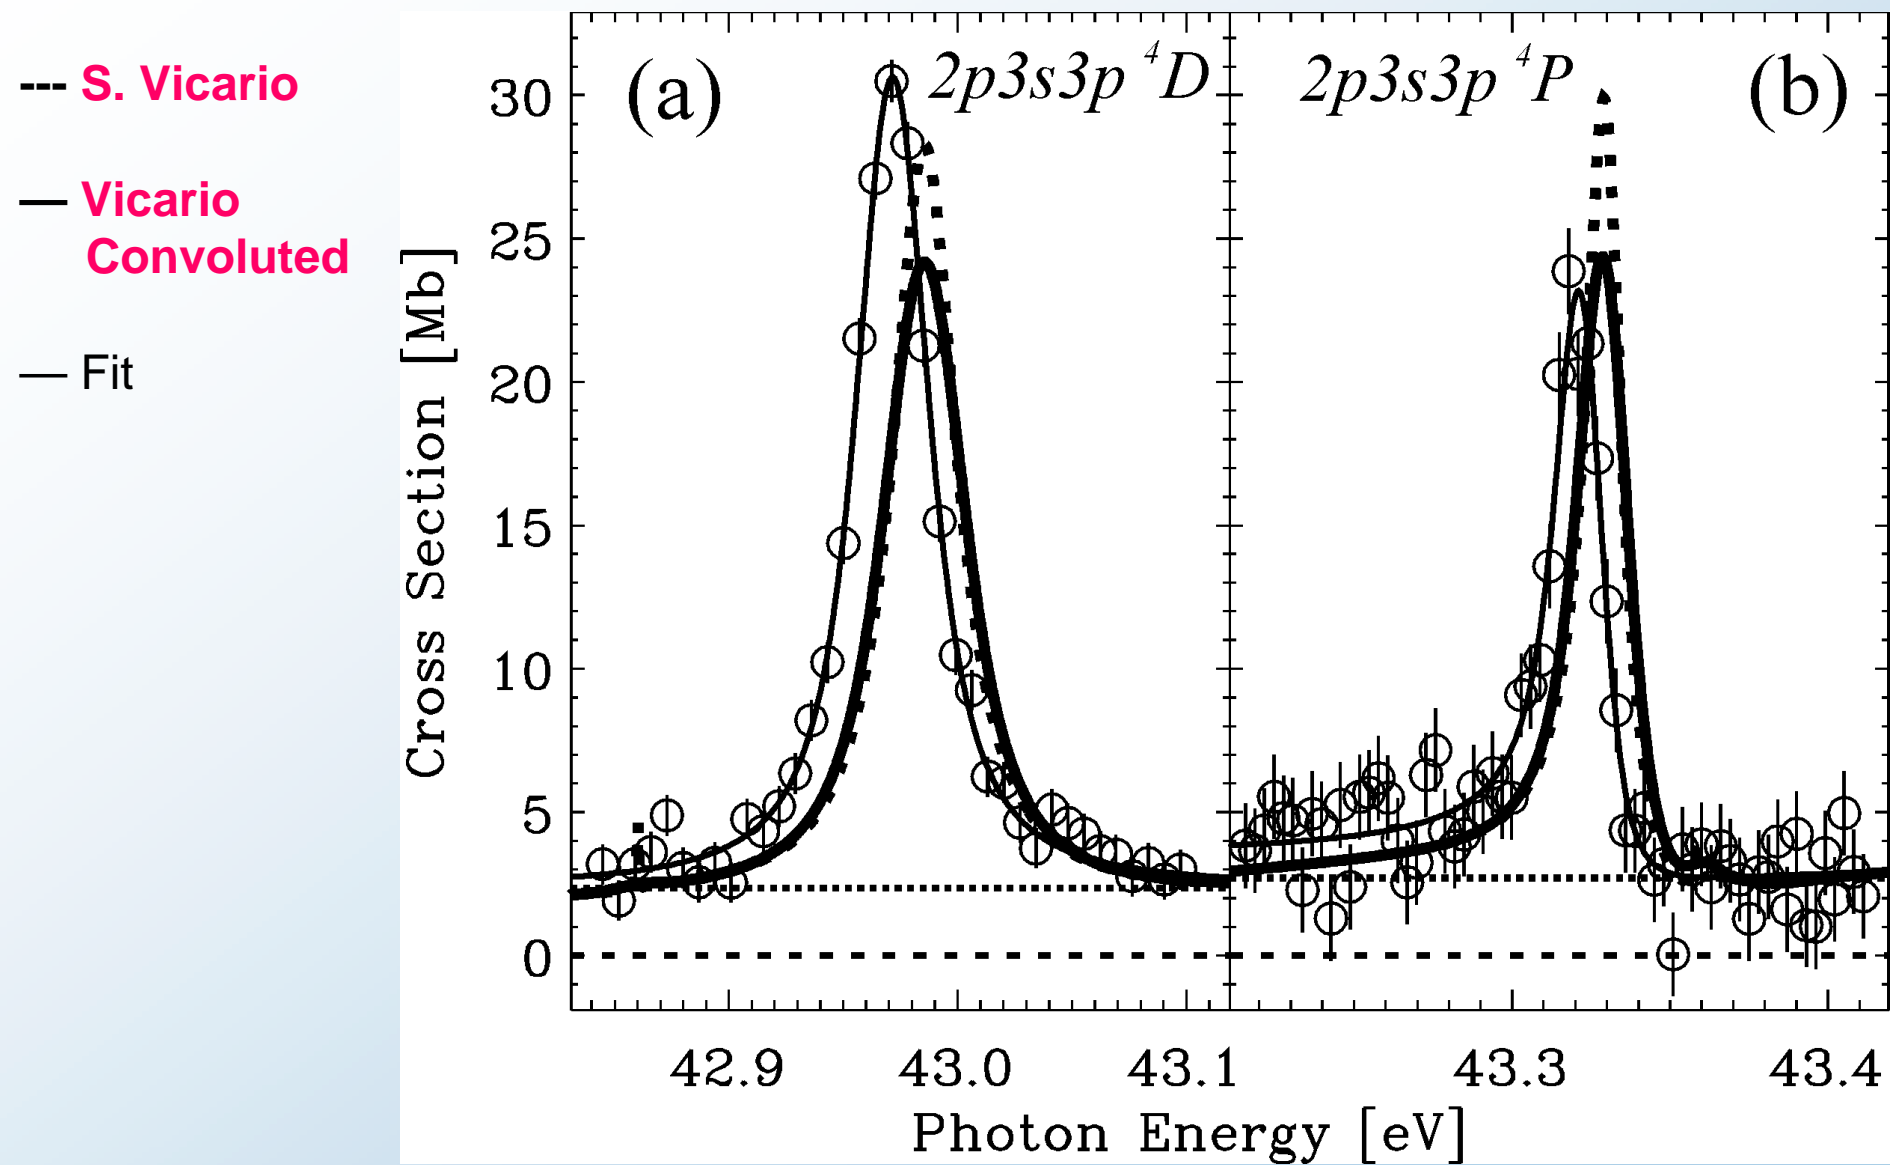 --- S. Vicario
— Vicario
Convoluted
— Fit
(a)
2p3s3p ⁴D
2p3s3p ⁴P
(b)
Cross Section [Mb]
30
25
20
15
10
5
0
42.9
43.0
43.1
43.3
43.4
Photon Energy [eV]